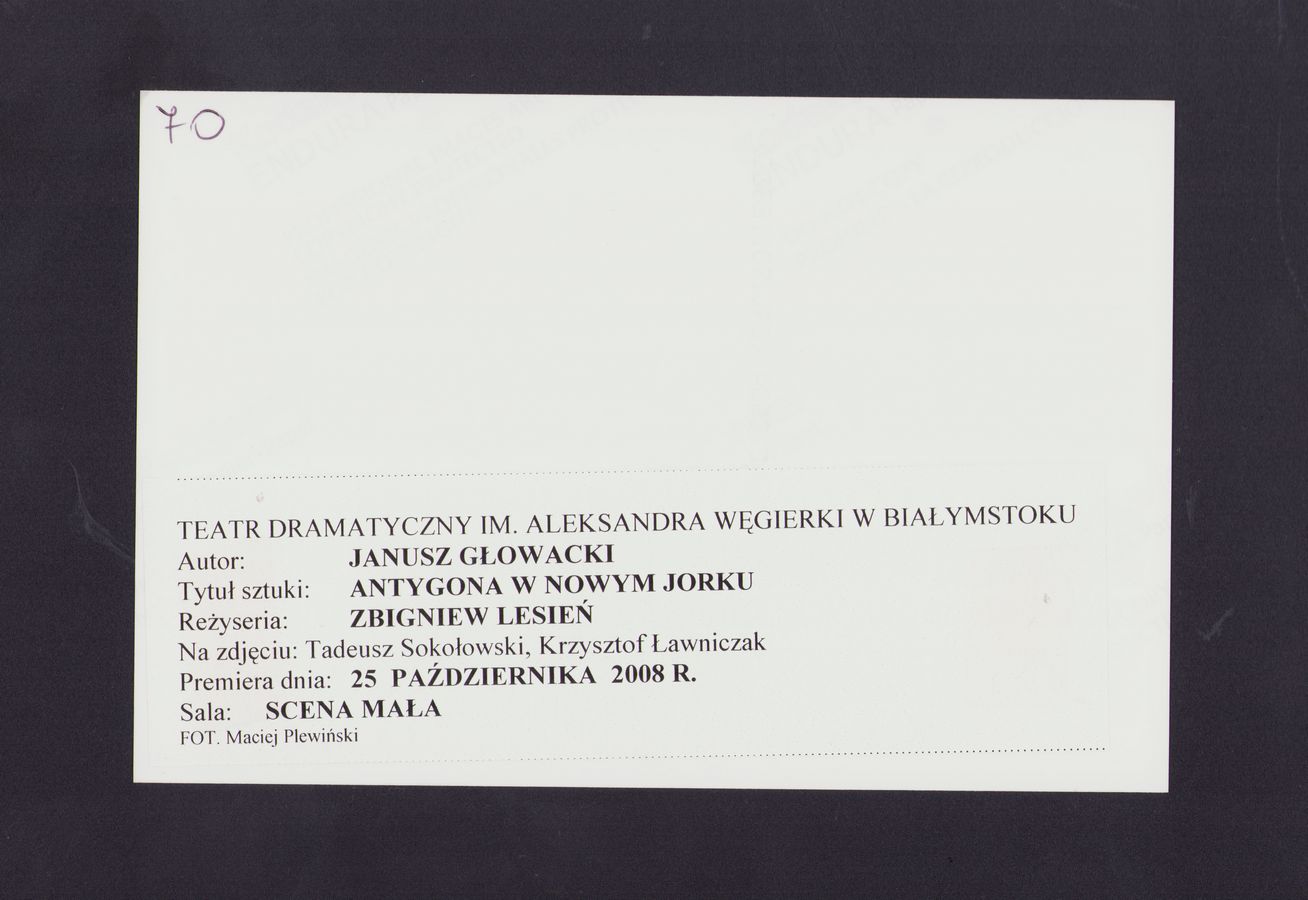 70
TEATR DRAMATYCZNY IM. ALEKSANDRA WĘGIERKI W BIAŁYMSTOKU
Autor: JANUSZ GŁOWACKI
Tytuł sztuki: ANTYGONA W NOWYM JORKU
Reżyseria: ZBIGNIEW LESIEŃ
Na zdjęciu: Tadeusz Sokołowski, Krzysztof Ławniczak
Premiera dnia: 25 PAŹDZIERNIKA 2008 R.
Sala: SCENA MAŁA
FOT. Maciej Plewiński